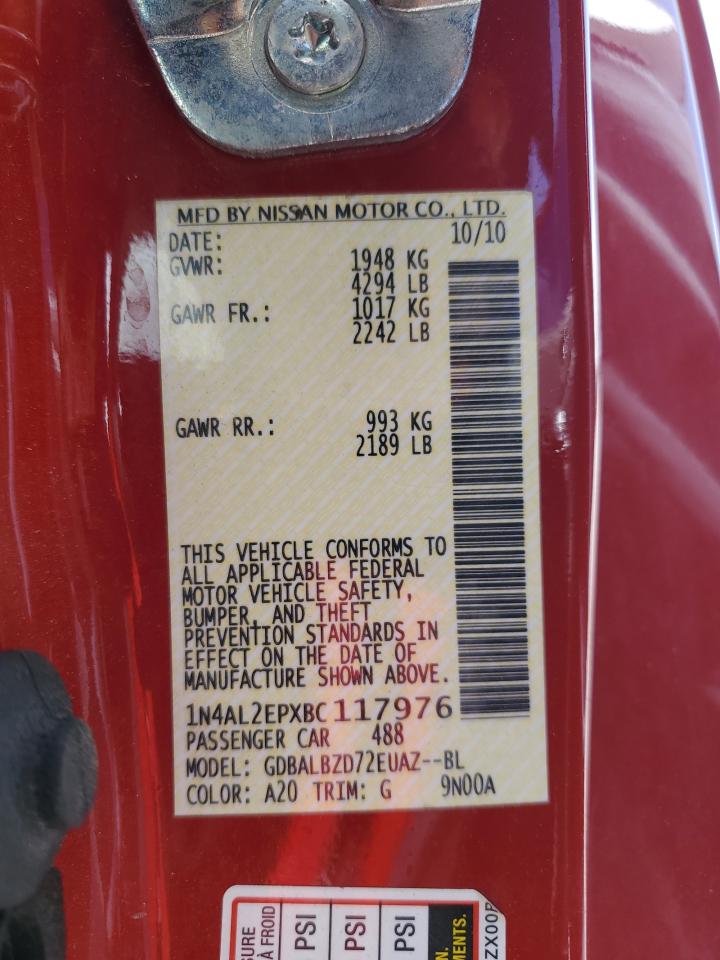 MFD BY NISSAN MOTOR CO., LTD.
DATE: 10/10
GVWR: 1948 KG
4294 LB
GAWR FR.: 1017 KG
2242 LB
GAWR RR.: 993 KG
2189 LB
THIS VEHICLE CONFORMS TO
ALL APPLICABLE FEDERAL
MOTOR VEHICLE SAFETY,
BUMPER, AND THEFT
PREVENTION STANDARDS IN
EFFECT ON THE DATE OF
MANUFACTURE SHOWN ABOVE.
1N4AL2EPXBC117976
PASSENGER CAR 488
MODEL: GDBALBZD72EUAZ--BL
COLOR: A20 TRIM: G 9N00A
À FROID
PSI
PSI
PSI